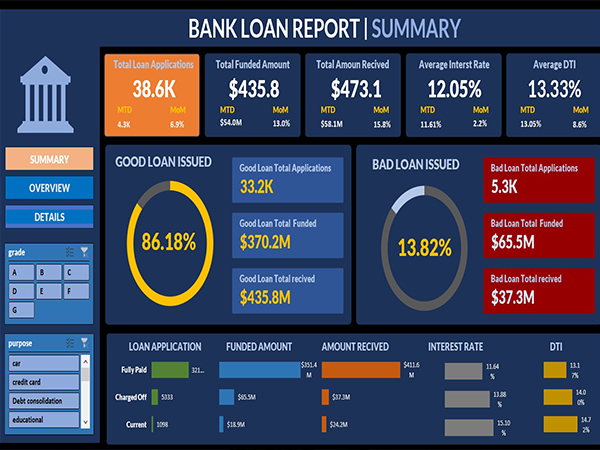 BANK LOAN REPORT | SUMMARY
Total Loan Applications
38.6K
MTD MoM
4.3K 6.9%
Total Funded Amount
$435.8
MTD MoM
$54.0M 13.0%
Total Amoun Recived
$473.1
MTD MoM
$58.1M 15.8%
Average Interst Rate
12.05%
MTD MoM
11.61% 2.2%
Average DTI
13.33%
MTD MoM
13.05% 8.6%
SUMMARY
OVERVIEW
DETAILS
grade
A B C
D E F
G
purpose
car
credit card
Debt consolidation
educational
GOOD LOAN ISSUED
86.18%
Good Loan Total Applications
33.2K
Good Loan Total Funded
$370.2M
Good Loan Total recived
$435.8M
BAD LOAN ISSUED
13.82%
Bad Loan Total Applications
5.3K
Bad Loan Total Funded
$65.5M
Bad Loan Total recived
$37.3M
LOAN APPLICATION FUNDED AMOUNT AMOUNT RECIVED INTEREST RATE DTI
Fully Paid 321... $351.4
M $411.6
M 11.64
% 13.1
7%
Charged Off 5333 $65.5M $37.3M 13.88
% 14.0
0%
Current 1098 $18.9M $24.2M 15.10
% 14.7
2%